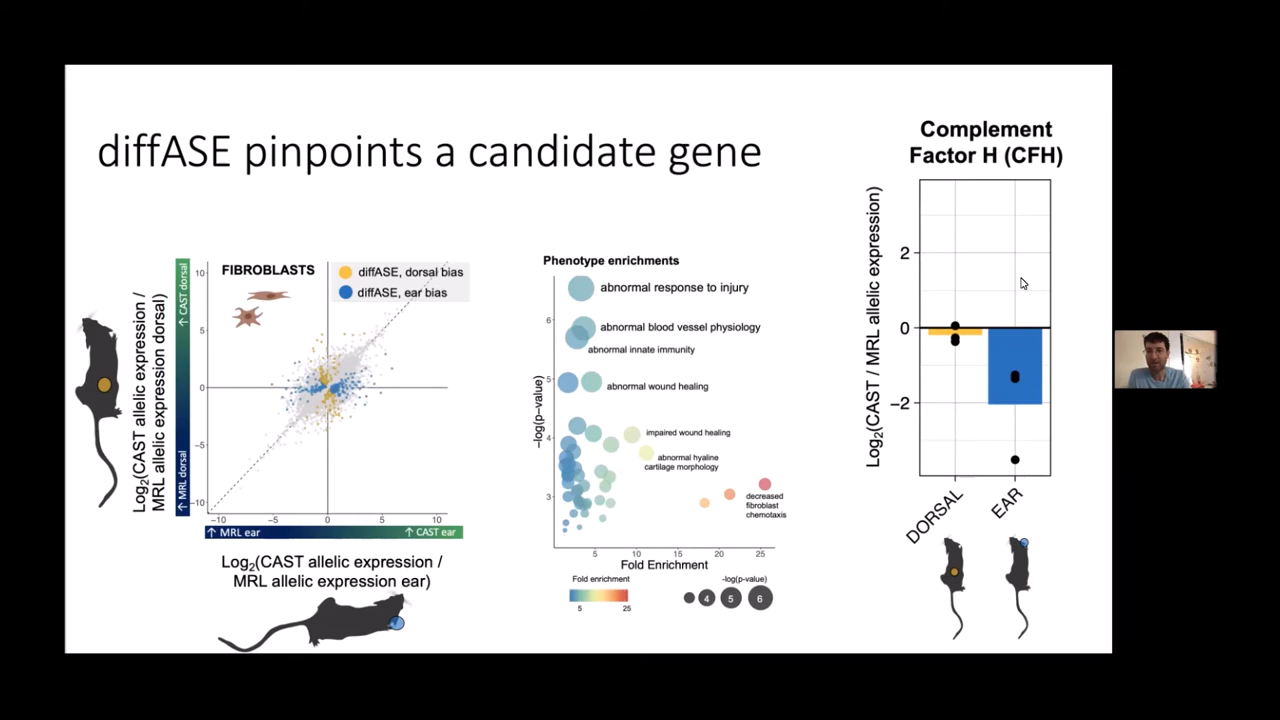 diffASE pinpoints a candidate gene
Log2(CAST allelic expression /
MRL allelic expression dorsal)
↑ CAST dorsal
↑ MRL dorsal
FIBROBLASTS
diffASE, dorsal bias
diffASE, ear bias
10
5
0
−5
−10
−10
−5
0
5
10
↑ MRL ear
↑ CAST ear
Log2(CAST allelic expression /
MRL allelic expression ear)
Phenotype enrichments
abnormal response to injury
abnormal blood vessel physiology
abnormal innate immunity
abnormal wound healing
impaired wound healing
abnormal hyaline
cartilage morphology
decreased
fibroblast
chemotaxis
−log(p−value)
6
5
4
3
5
10
15
20
25
Fold Enrichment
Fold enrichment
5
25
-log(p−value)
4
5
6
Complement
Factor H (CFH)
Log2(CAST / MRL allelic expression)
2
0
−2
DORSAL
EAR